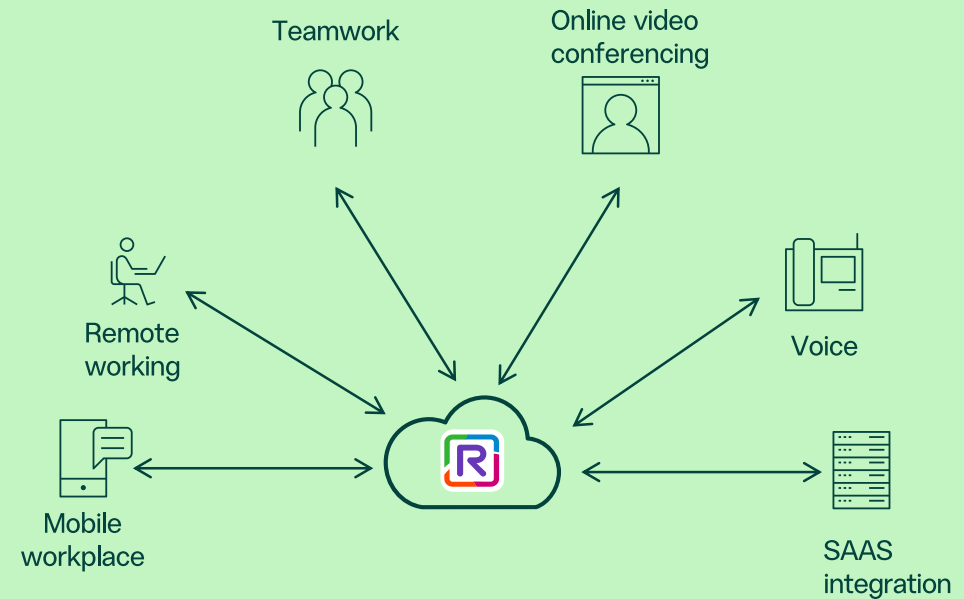 Teamwork
Online video
conferencing
Remote
working
Voice
R
Mobile
workplace
SAAS
integration